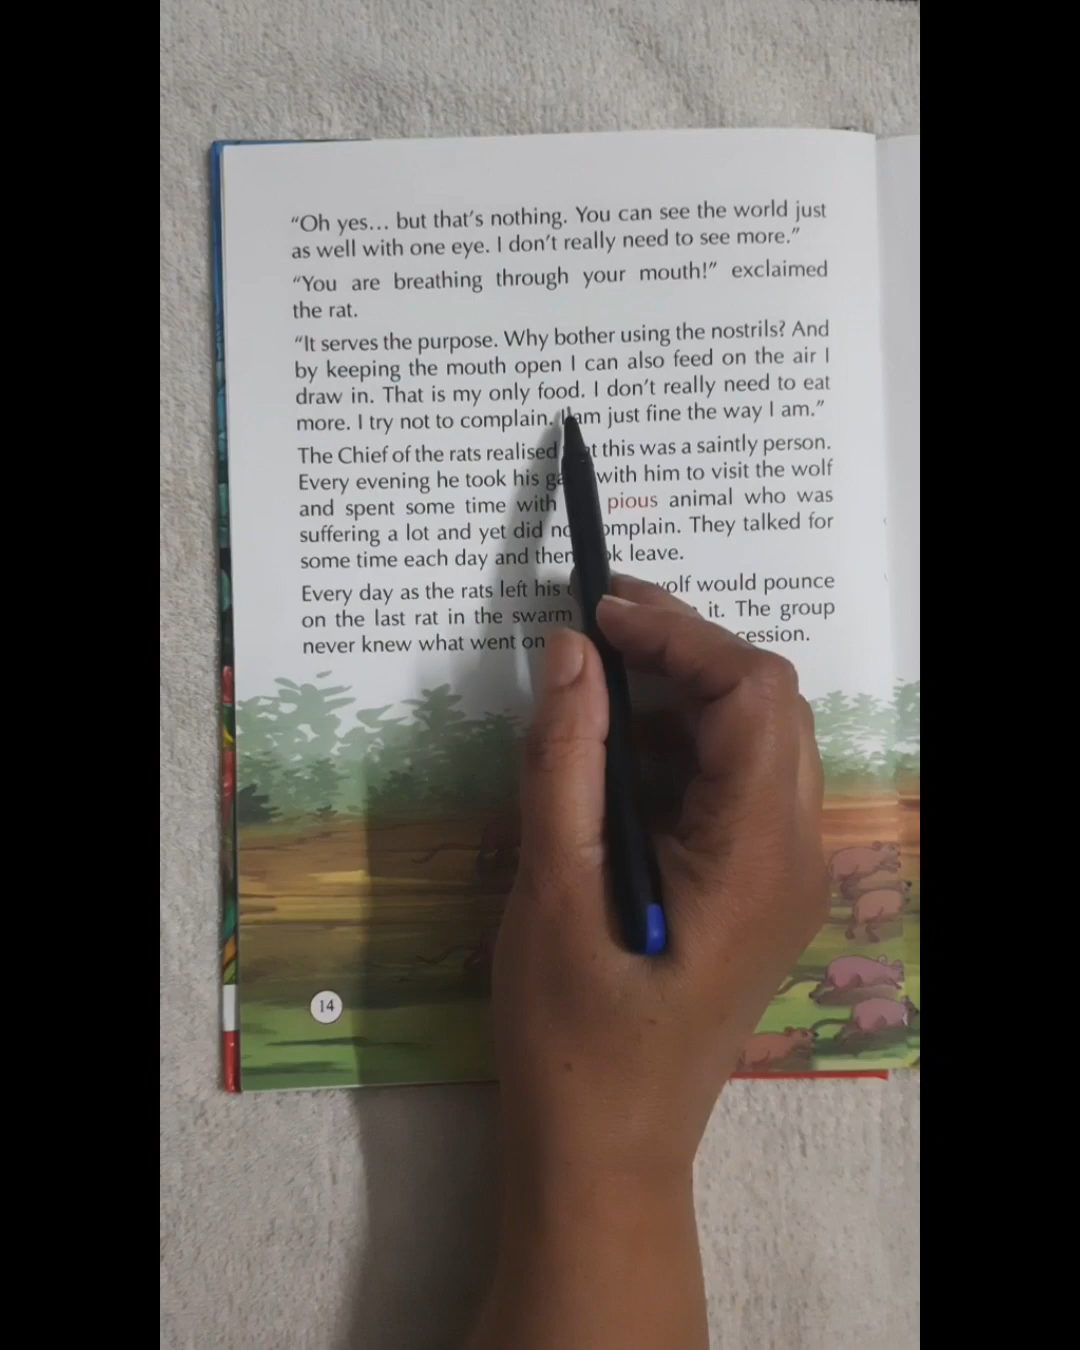 “Oh yes... but that’s nothing. You can see the world just
as well with one eye. I don’t really need to see more.”
“You are breathing through your mouth!” exclaimed
the rat.
“It serves the purpose. Why bother using the nostrils? And
by keeping the mouth open I can also feed on the air I
draw in. That is my only food. I don’t really need to eat
more. I try not to complain. I am just fine the way I am.”
The Chief of the rats realised this was a saintly person.
Every evening he took his with him to visit the wolf
and spent some time with pious animal who was
suffering a lot and yet did not complain. They talked for
some time each day and then took leave.
Every day as the rats left his wolf would pounce
on the last rat in the swarm it. The group
never knew what went on
14